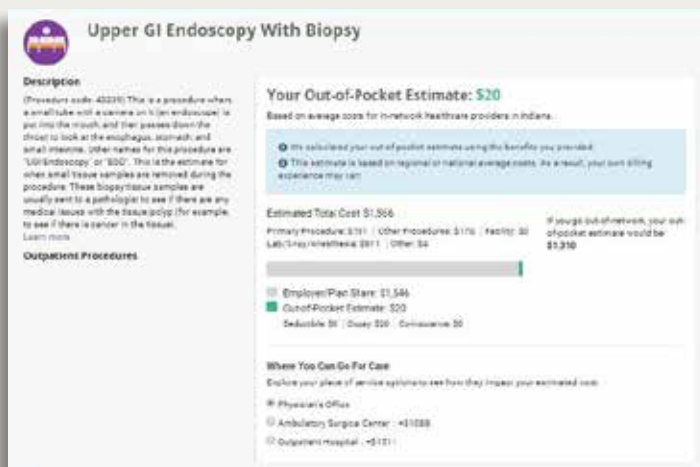 Upper GI Endoscopy With Biopsy
Description
(Procedure code: 43239) This is a procedure where
a small tube with a camera on it (an endoscope) is
put into the mouth and then passes down the
throat to look at the esophagus, stomach, and
small intestine. Other names for this procedure are
"UGI Endoscopy" or "EGD". This is the estimate for
when small tissue samples are removed during the
procedure. These biopsy tissue samples are
usually sent to a pathologist to see if there are any
medical issues with the tissue/polyp (for example,
to see if there is cancer in the tissue).
Learn more
Outpatient Procedures
Your Out-of-Pocket Estimate: $20
Based on average costs for in-network healthcare providers in Indiana.
We calculated your out of pocket estimate using the benefits you provided.
This estimate is based on regional or national average costs. As a result, your own billing
experience may vary.
Estimated Total Cost $1,566
Primary Procedure: Other Procedures: Facility: $0
Lab/Xray/Anesthesia: Other:
If you go out-of-network, your out-
of-pocket estimate would be
$1,310
Employer/Plan Share: $1,546
Out-of-Pocket Estimate: $20
Deductible: $0 | Copay: $20 | Coinsurance: $0
Where You Can Go For Care
Explore your place of service options to see how they impact your estimated cost.
Physician's Office
Ambulatory Surgical Center :
Outpatient Hospital :